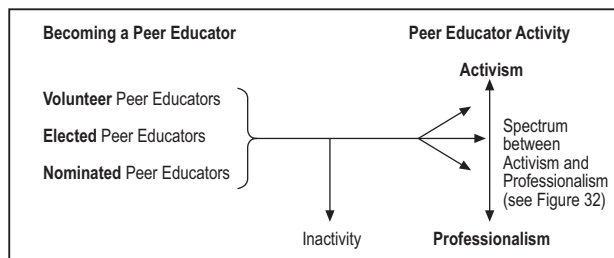 Becoming a Peer Educator
Peer Educator Activity
Activism
Volunteer Peer Educators
Elected Peer Educators
Nominated Peer Educators
Spectrum
between
Activism and
Professionalism
(see Figure 32)
Inactivity
Professionalism